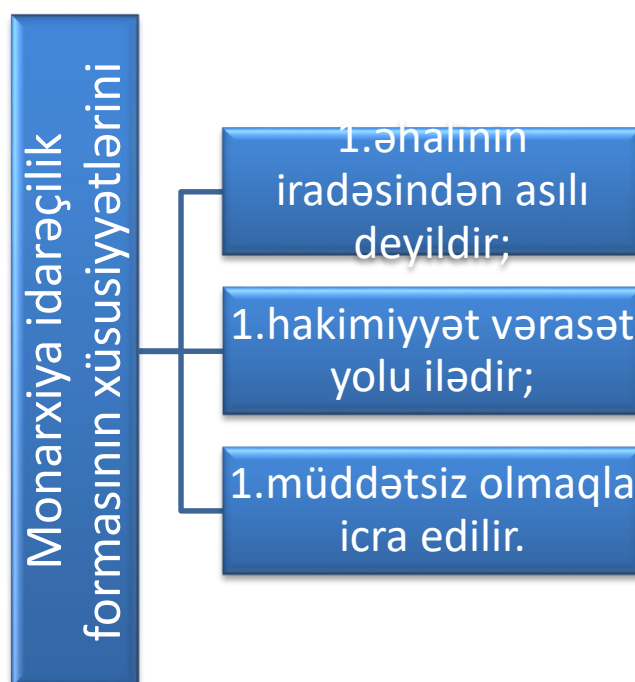 Monarxiya idarəçilik
formasının xüsusiyyətlərini
1.əhalinin
iradəsindən asılı
deyildir;
1.hakimiyyət vərasət
yolu ilədir;
1.müddətsiz olmaqla
icra edilir.